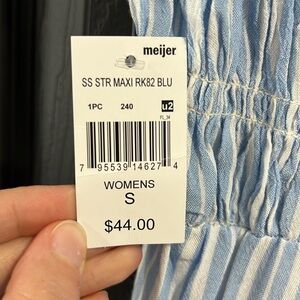 meijer
SS STR MAXI RK82 BLU
1PC 240 u2
FL_34
7 95539 14627 4
WOMENS
S
$44.00